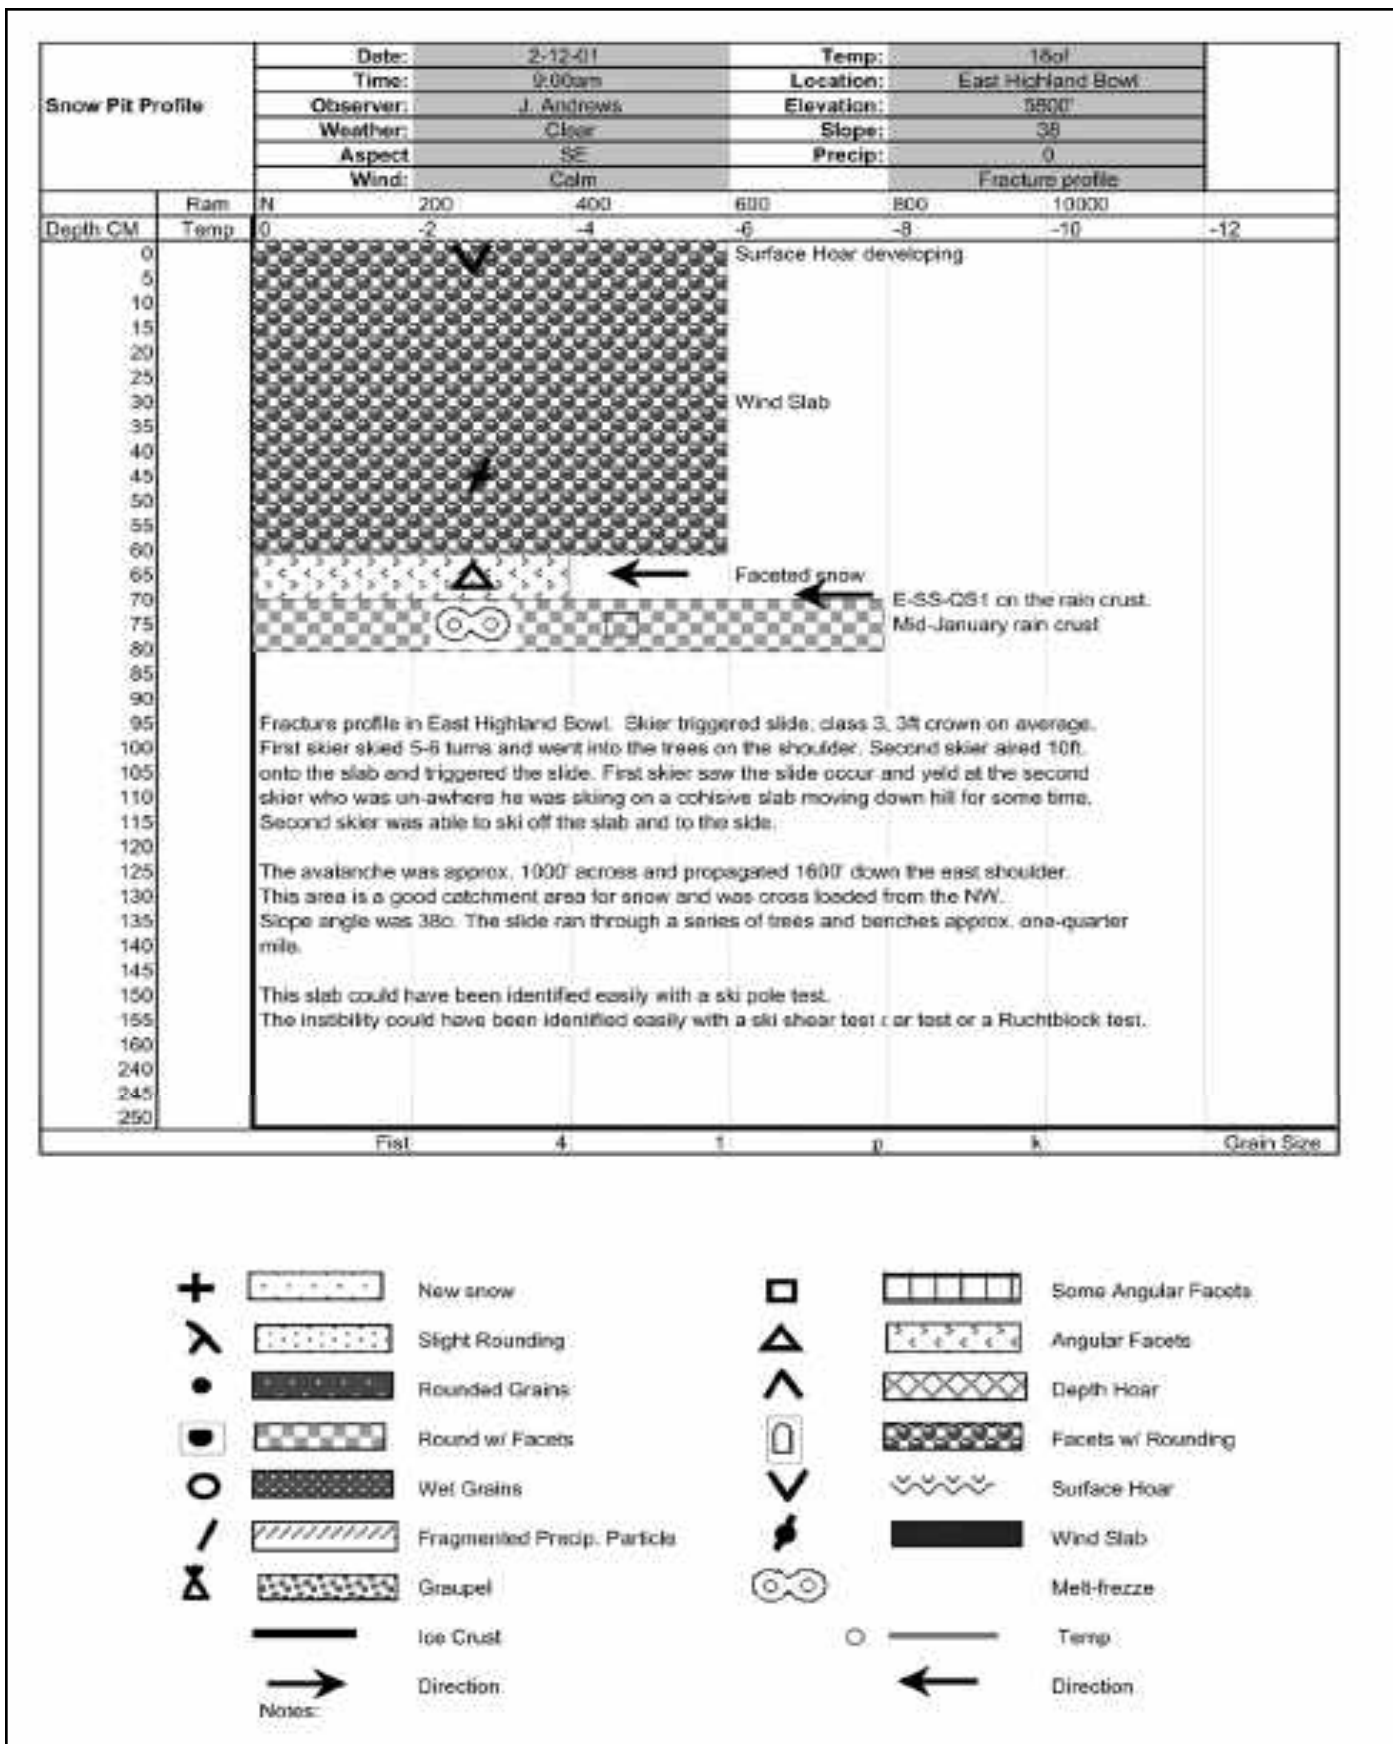 Snow Pit Profile
Date: 2-12-01 Temp: 18of
Time: 9:00am Location: East Highland Bowl
Observer: J. Andrews Elevation: 5800'
Weather: Clear Slope: 38
Aspect SE Precip: 0
Wind: Calm Fracture profile
Ram N 200 400 600 800 10000
Depth CM Temp 0 -2 -4 -6 -8 -10 -12
0 Surface Hoar developing
5
10
15
20
25
30 Wind Slab
35
40
45
50
55
60
65 Faceted snow
70 E-SS-QS1 on the rain crust.
75 Mid-January rain crust
80
85
90
95 Fracture profile in East Highland Bowl. Skier triggered slide, class 3, 3ft crown on average.
100 First skier skied 5-6 turns and went into the trees on the shoulder. Second skier aired 10ft.
105 onto the slab and triggered the slide. First skier saw the slide occur and yeld at the second
110 skier who was un-awhere he was skiing on a cohisive slab moving down hill for some time.
115 Second skier was able to ski off the slab and to the side.
120
125 The avalanche was approx. 1000' across and propagated 1600' down the east shoulder.
130 This area is a good catchment area for snow and was cross loaded from the NW.
135 Slope angle was 38o. The slide ran through a series of trees and benches approx. one-quarter
140 mile.
145
150 This slab could have been identified easily with a ski pole test.
155 The instibility could have been identified easily with a ski shear test ar test or a Ruchtblock test.
160
240
245
250
Fist 4 1 p k Grain Size
New snow Some Angular Facets
Slight Rounding Angular Facets
Rounded Grains Depth Hoar
Round w/ Facets Facets w/ Rounding
Wet Grains Surface Hoar
Fragmented Precip. Particle Wind Slab
Graupel Melt-frezze
Ice Crust Temp
Direction Direction
Notes: